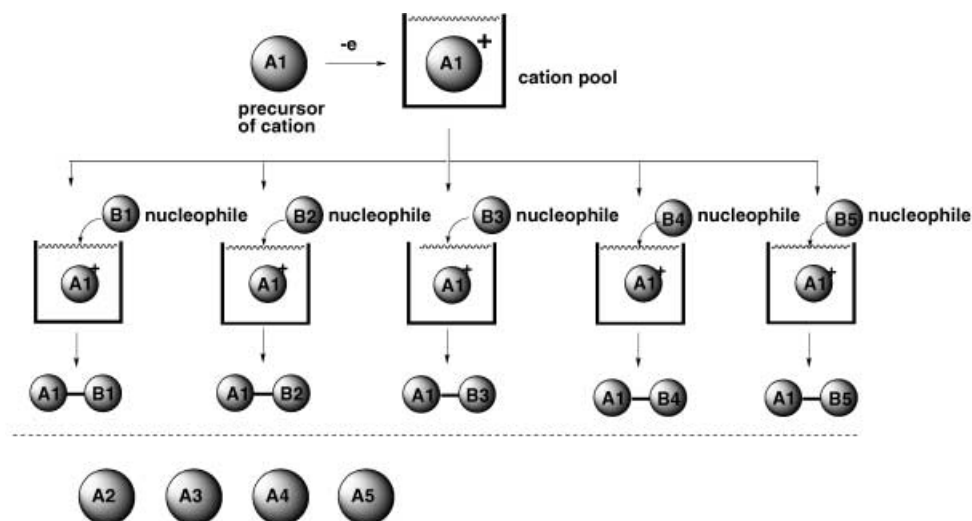 A1
-e
A1
+
cation pool
precursor
of cation
B1 nucleophile
B2 nucleophile
B3 nucleophile
B4 nucleophile
B5 nucleophile
A1+
A1+
A1+
A1+
A1+
A1 B1
A1 B2
A1 B3
A1 B4
A1 B5
A2 A3 A4 A5